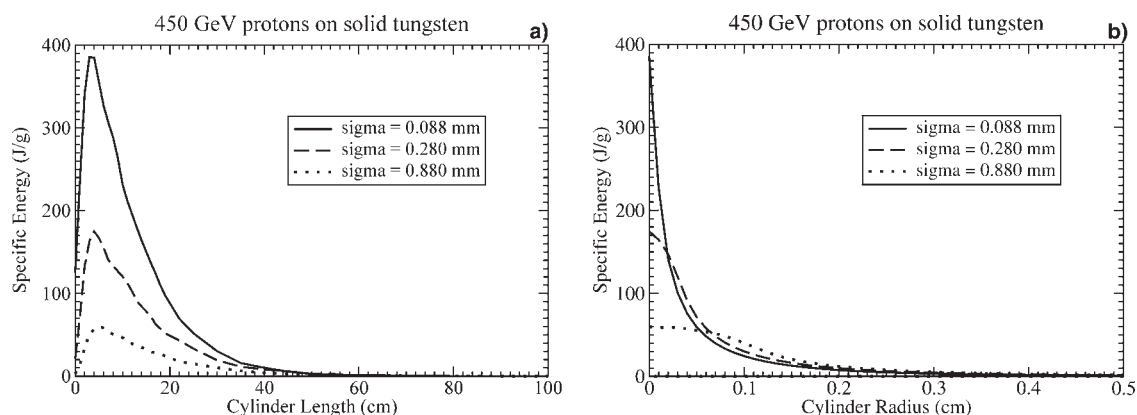 450 GeV protons on solid tungsten
a)
400
300
200
100
0
Specific Energy (J/g)
sigma = 0.088 mm
sigma = 0.280 mm
sigma = 0.880 mm
0 20 40 60 80 100
Cylinder Length (cm)
450 GeV protons on solid tungsten
b)
400
300
200
100
0
Specific Energy (J/g)
sigma = 0.088 mm
sigma = 0.280 mm
sigma = 0.880 mm
0 0.1 0.2 0.3 0.4 0.5
Cylinder Radius (cm)